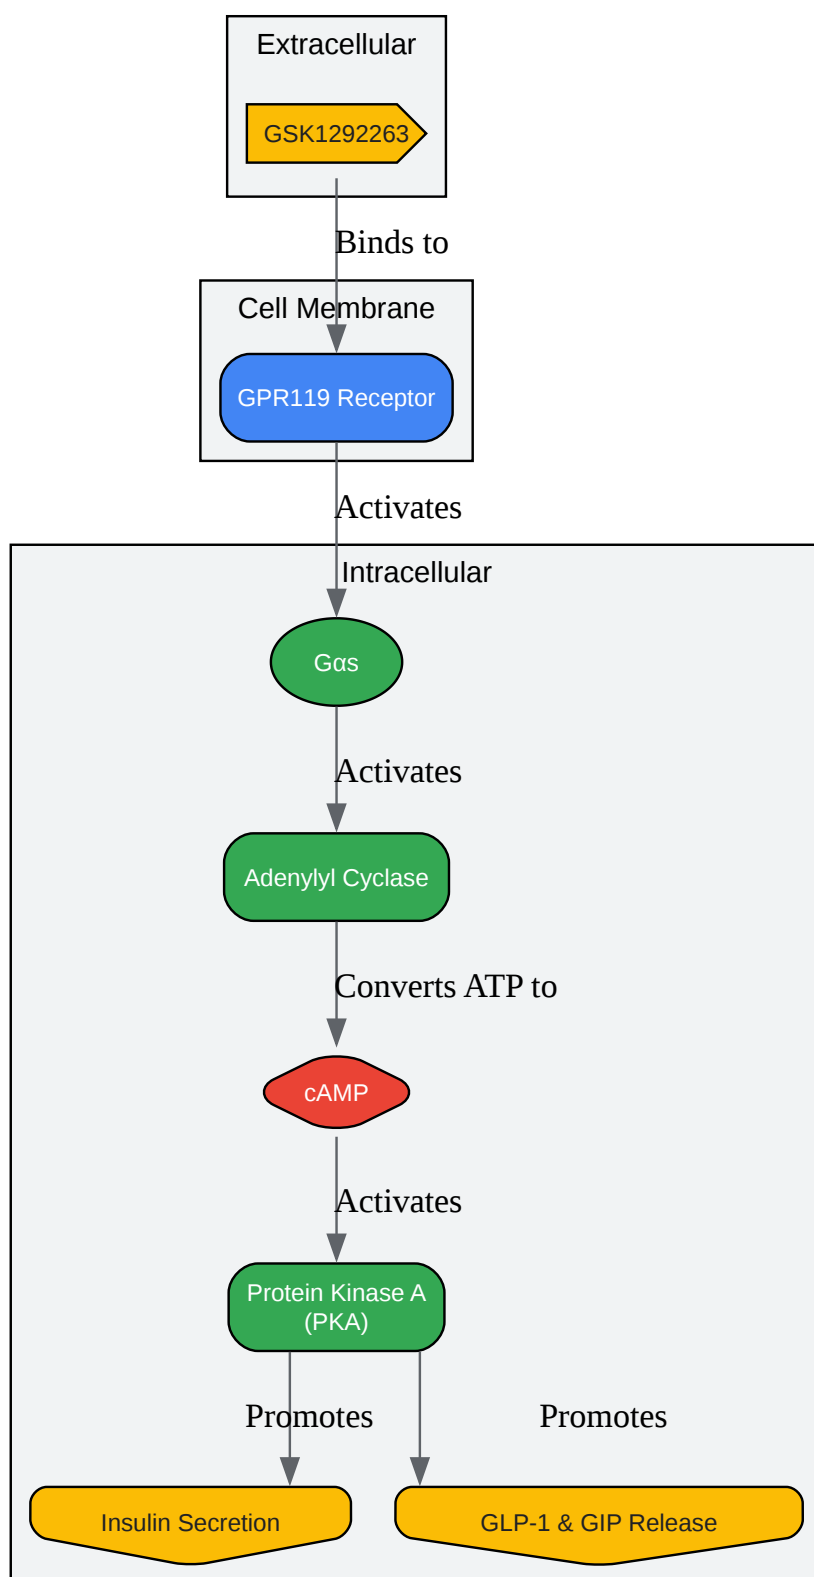 Extracellular
GSK1292263
Binds to
Cell Membrane
GPR119 Receptor
Activates
Intracellular
Gαs
Activates
Adenylyl Cyclase
Converts ATP to
cAMP
Activates
Protein Kinase A
(PKA)
Promotes
Promotes
Insulin Secretion
GLP-1 & GIP Release